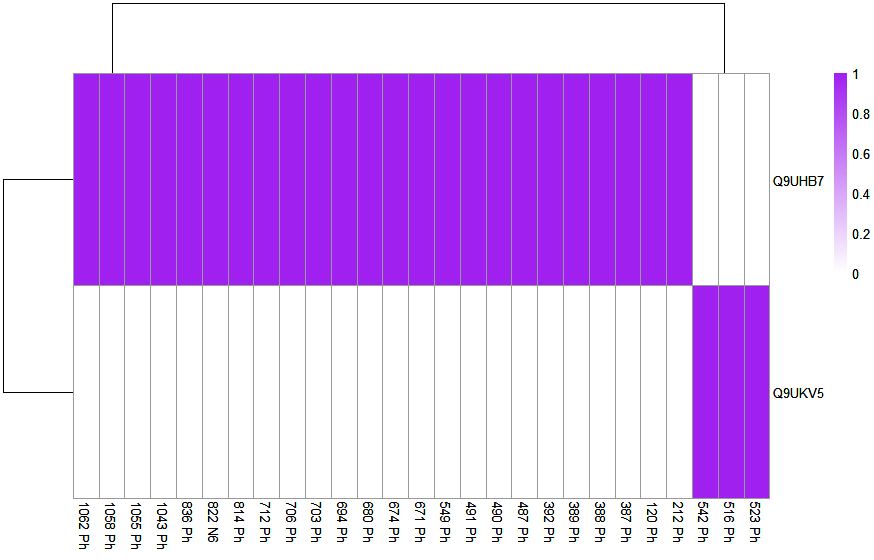 1
0.8
0.6
0.4
0.2
0
Q9UHB7
Q9UKV5
1062 Ph
1058 Ph
1055 Ph
1043 Ph
836 Ph
822 N6
814 Ph
712 Ph
706 Ph
703 Ph
694 Ph
680 Ph
674 Ph
671 Ph
549 Ph
491 Ph
490 Ph
487 Ph
392 Ph
389 Ph
388 Ph
387 Ph
120 Ph
212 Ph
542 Ph
516 Ph
523 Ph